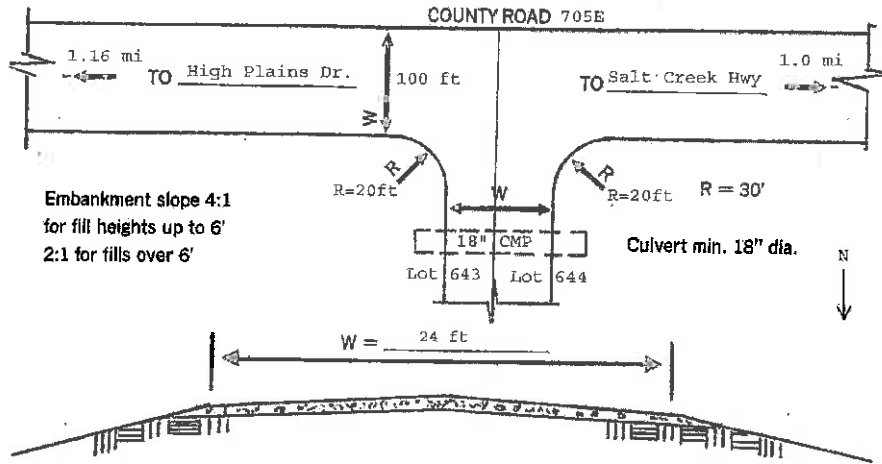 COUNTY ROAD 705E
1.16 mi
TO High Plains Dr.
W
100 ft
1.0 mi
TO Salt Creek Hwy
R
R=20ft
W
R
R=20ft
R = 30'
Embankment slope 4:1
for fill heights up to 6'
2:1 for fills over 6'
18" CMP
Culvert min. 18" dia.
N
Lot 643
Lot 644
W = 24 ft